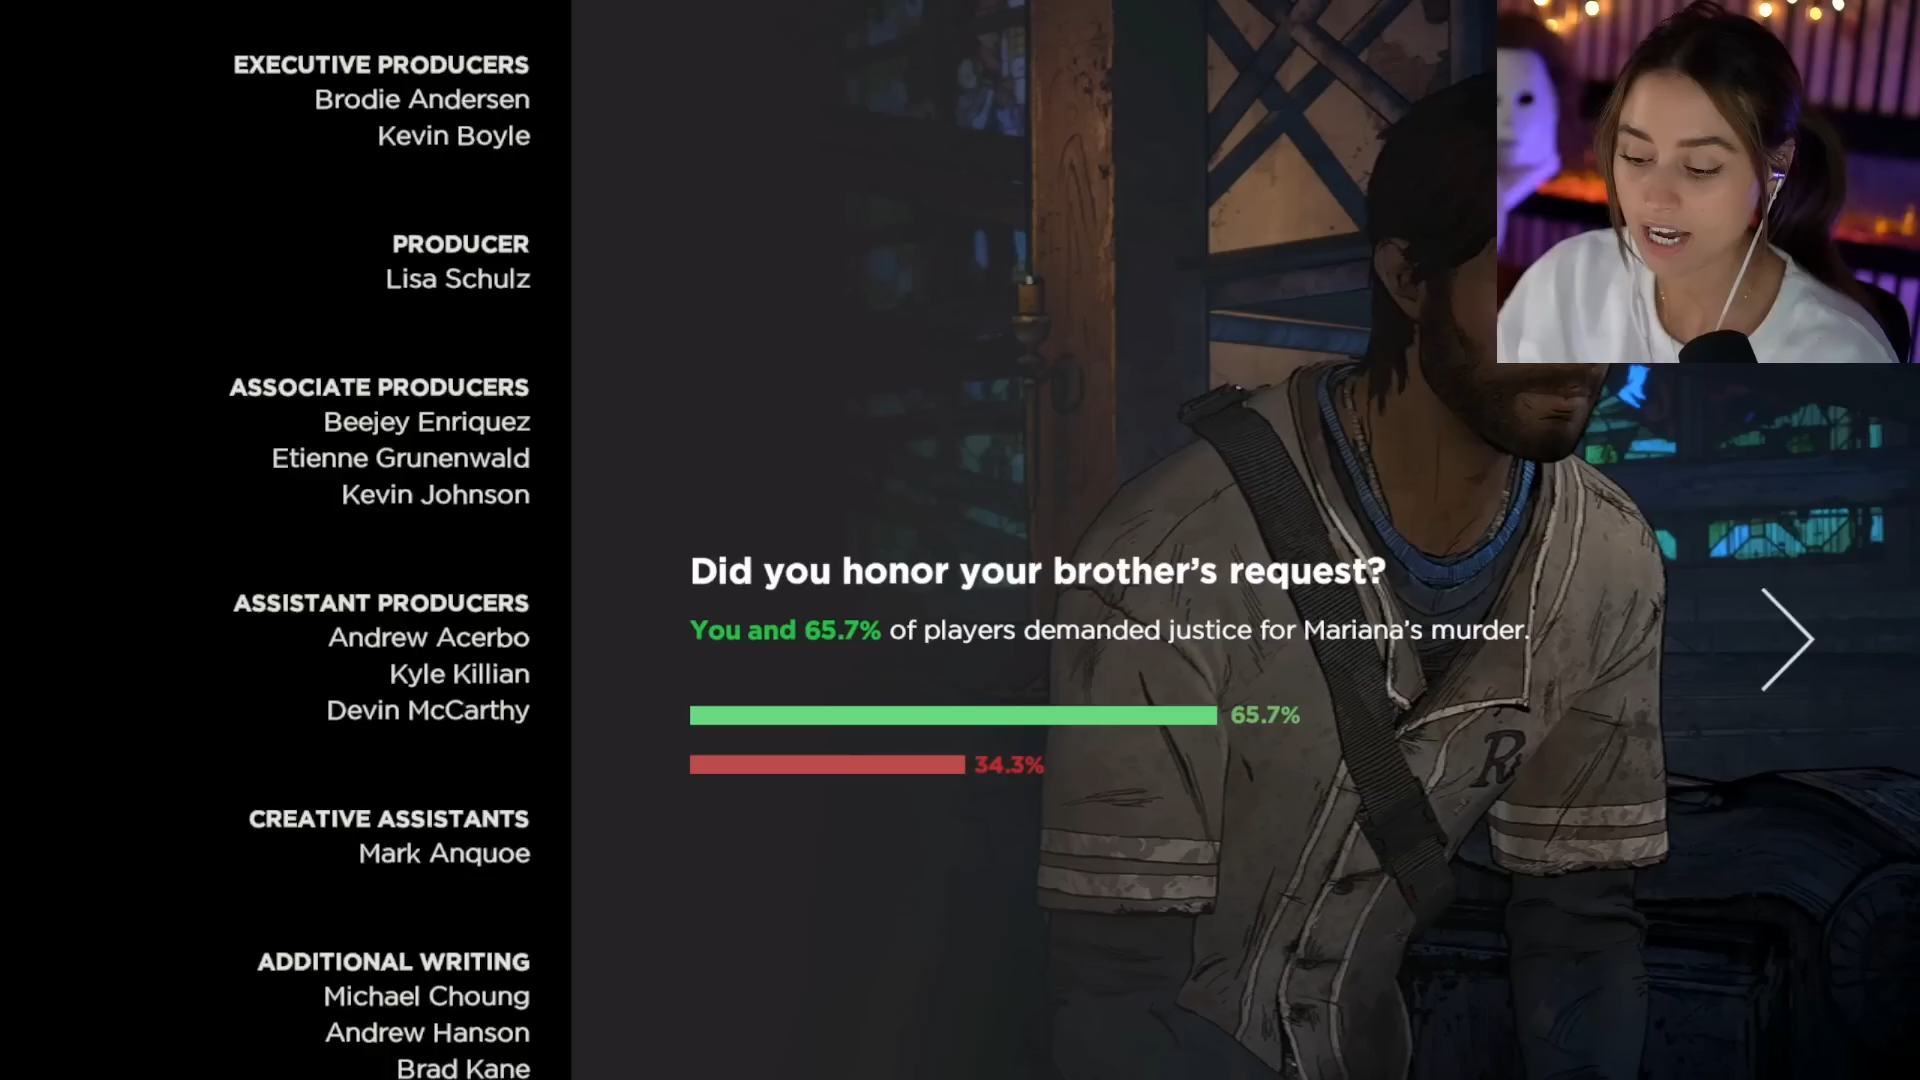 EXECUTIVE PRODUCERS
Brodie Andersen
Kevin Boyle
PRODUCER
Lisa Schulz
ASSOCIATE PRODUCERS
Beejey Enriquez
Etienne Grunenwald
Kevin Johnson
ASSISTANT PRODUCERS
Andrew Acerbo
Kyle Killian
Devin McCarthy
CREATIVE ASSISTANTS
Mark Anquoe
ADDITIONAL WRITING
Michael Choung
Andrew Hanson
Brad Kane
Did you honor your brother's request?
You and 65.7% of players demanded justice for Mariana's murder.
65.7%
34.3%